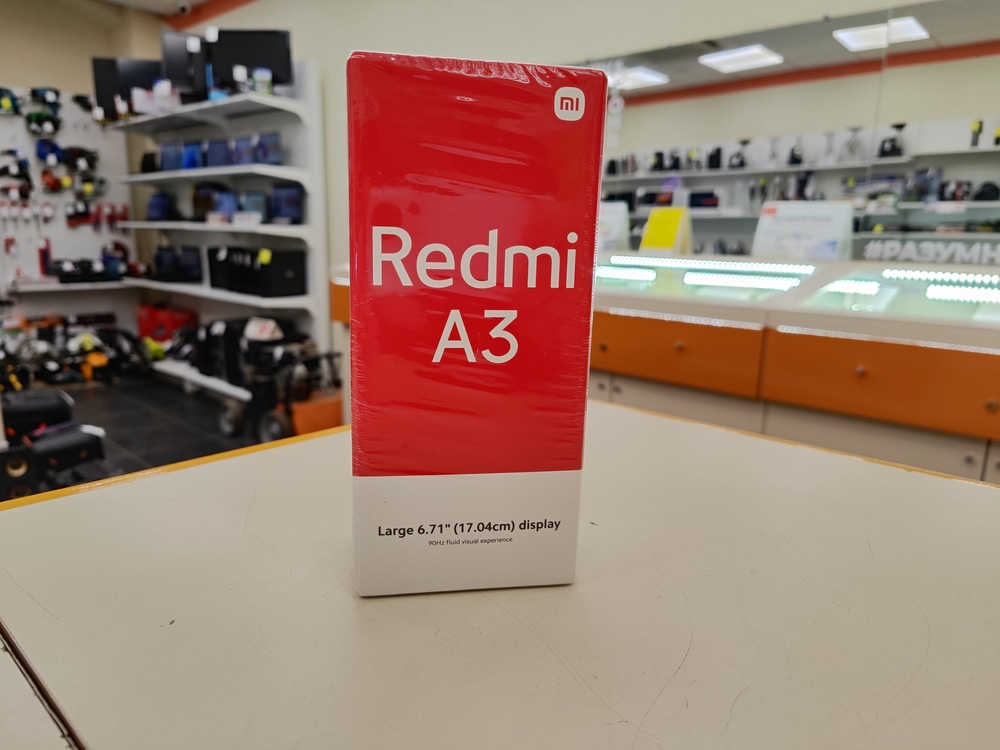 mi
Redmi
A3
Large 6.71" (17.04cm) display
90Hz fluid visual experience
#РАЗУМН